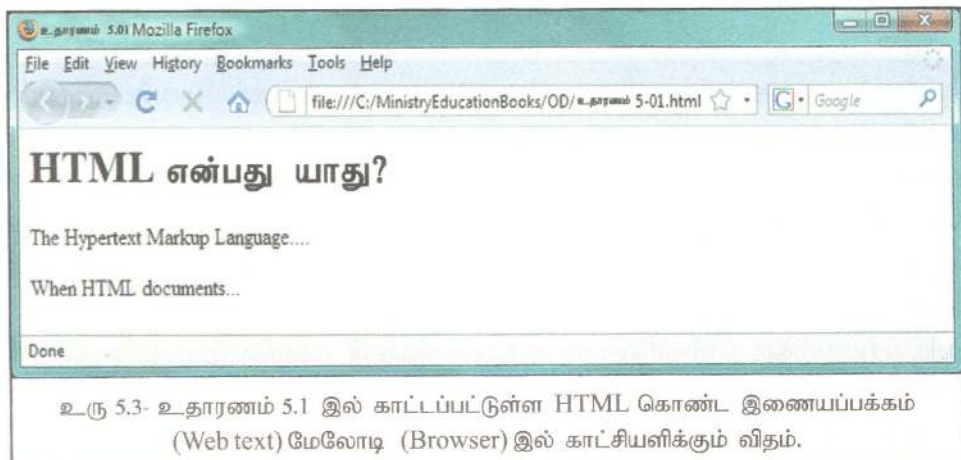 உதாரணம் 5.01 Mozilla Firefox
File Edit View History Bookmarks Tools Help
file:///C:/MinistryEducationBooks/OD/உதாரணம் 5-01.html G Google
HTML என்பது யாது?
The Hypertext Markup Language....
When HTML documents...
Done
உரு 5.3- உதாரணம் 5.1 இல் காட்டப்பட்டுள்ள HTML கொண்ட இணையப்பக்கம்
(Web text) மேலோடி (Browser) இல் காட்சியளிக்கும் விதம்.